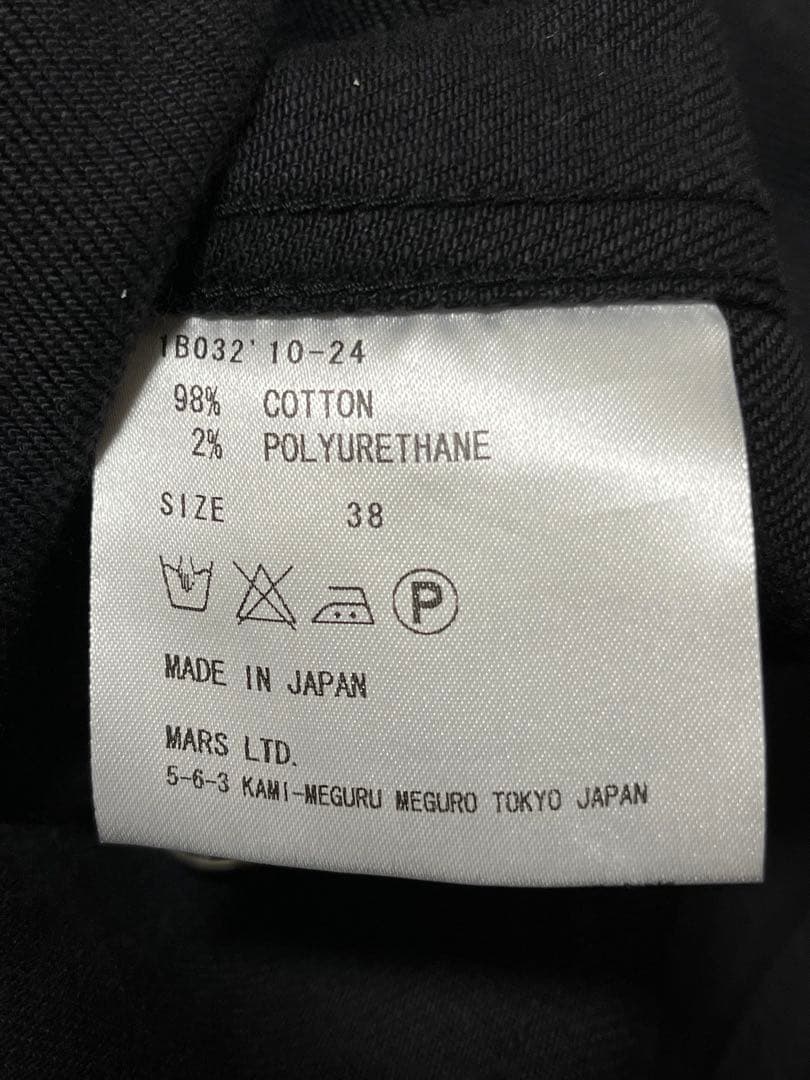 1B032'10-24
98% COTTON
2% POLYURETHANE
SIZE 38
P
MADE IN JAPAN
MARS LTD.
5-6-3 KAMI-MEGURU MEGURO TOKYO JAPAN